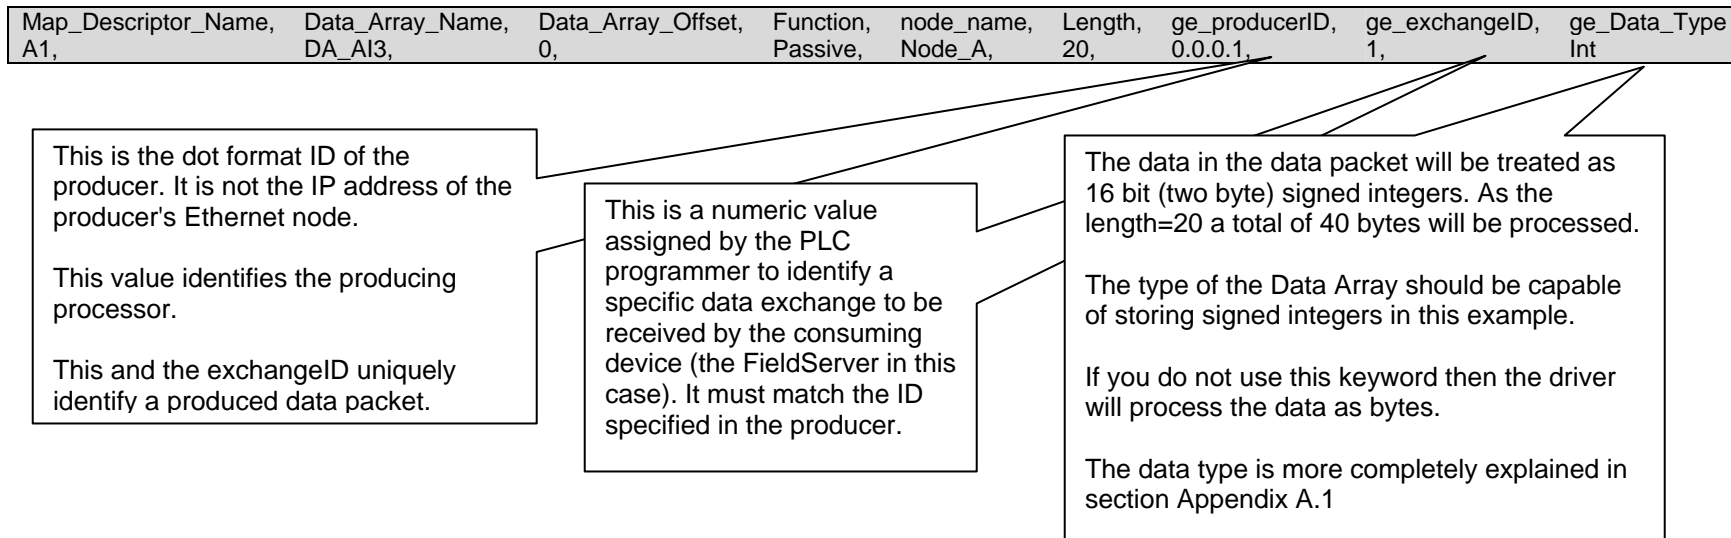 Map_Descriptor_Name, Data_Array_Name, Data_Array_Offset, Function, node_name, Length, ge_producerID, ge_exchangeID, ge_Data_Type
A1, DA_AI3, 0, Passive, Node_A, 20, 0.0.0.1, 1, Int
This is the dot format ID of the
producer. It is not the IP address of the
producer's Ethernet node.
This value identifies the producing
processor.
This and the exchangeID uniquely
identify a produced data packet.
This is a numeric value
assigned by the PLC
programmer to identify a
specific data exchange to be
received by the consuming
device (the FieldServer in this
case). It must match the ID
specified in the producer.
The data in the data packet will be treated as
16 bit (two byte) signed integers. As the
length=20 a total of 40 bytes will be processed.
The type of the Data Array should be capable
of storing signed integers in this example.
If you do not use this keyword then the driver
will process the data as bytes.
The data type is more completely explained in
section Appendix A.1